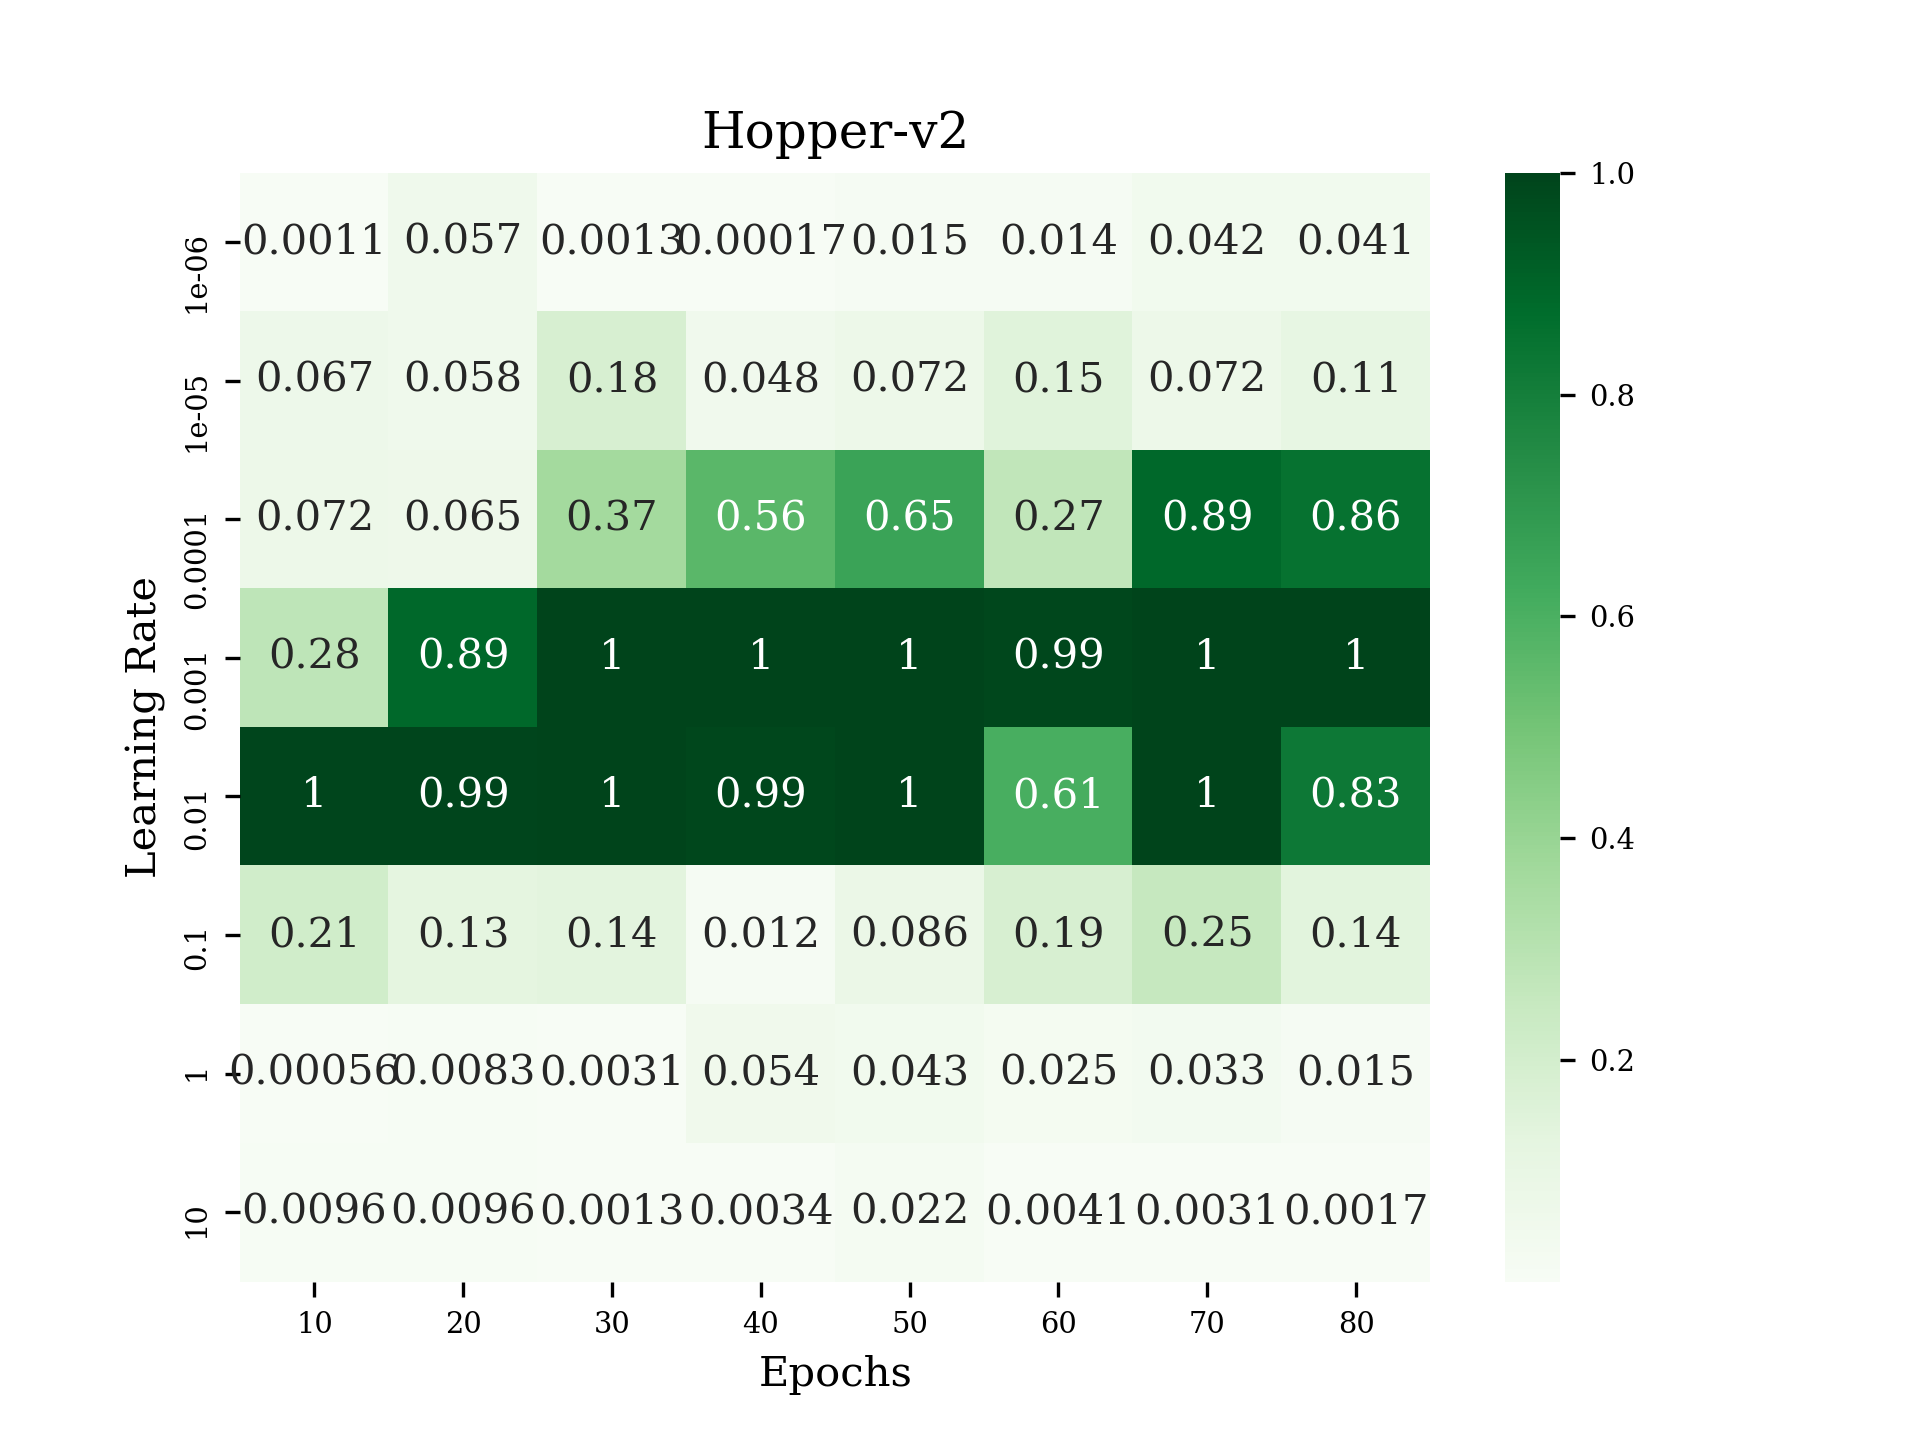 Hopper-v2
1e-06 0.0011 0.057 0.0013 0.00017 0.015 0.014 0.042 0.041
1e-05 0.067 0.058 0.18 0.048 0.072 0.15 0.072 0.11
0.0001 0.072 0.065 0.37 0.56 0.65 0.27 0.89 0.86
0.001 0.28 0.89 1 1 1 0.99 1 1
0.01 1 0.99 1 0.99 1 0.61 1 0.83
0.1 0.21 0.13 0.14 0.012 0.086 0.19 0.25 0.14
1 0.00056 0.0083 0.0031 0.054 0.043 0.025 0.033 0.015
10 0.0096 0.0096 0.0013 0.0034 0.022 0.0041 0.0031 0.0017
10 20 30 40 50 60 70 80
Epochs
Learning Rate
1.0
0.8
0.6
0.4
0.2